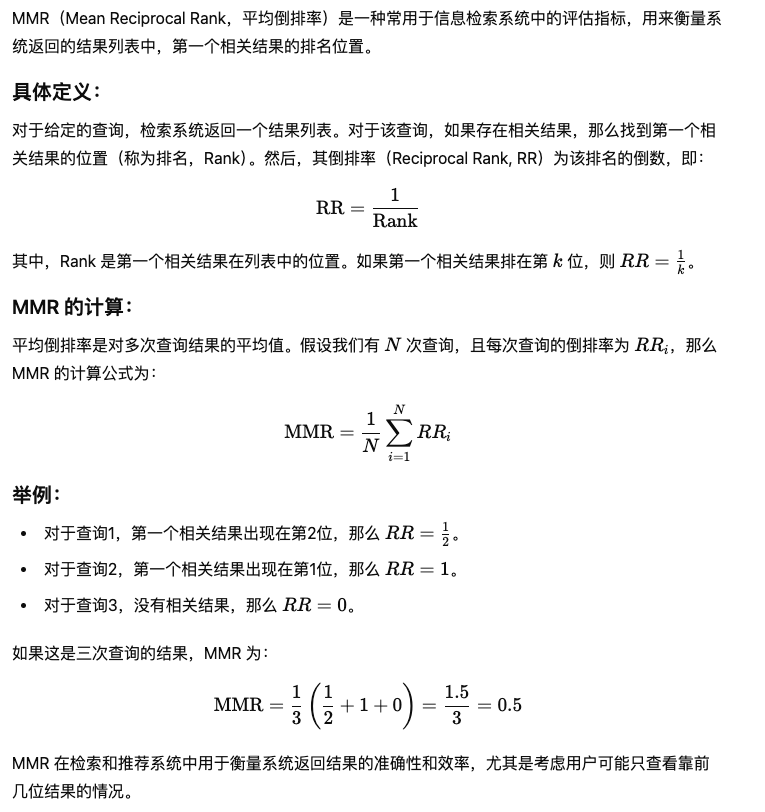 MMR（Mean Reciprocal Rank，平均倒排率）是一种常用于信息检索系统中的评估指标，用来衡量系
统返回的结果列表中，第一个相关结果的排名位置。
具体定义：
对于给定的查询，检索系统返回一个结果列表。对于该查询，如果存在相关结果，那么找到第一个相
关结果的位置（称为排名，Rank）。然后，其倒排率（Reciprocal Rank, RR）为该排名的倒数，即：
RR = 1/Rank
其中，Rank 是第一个相关结果在列表中的位置。如果第一个相关结果排在第 k 位，则 RR = 1/k。
MMR 的计算：
平均倒排率是对多次查询结果的平均值。假设我们有 N 次查询，且每次查询的倒排率为 RRᵢ，那么
MMR 的计算公式为：
MMR = 1/N ∑_{i=1}^{N} RRᵢ
举例：
• 对于查询1，第一个相关结果出现在第2位，那么 RR = 1/2。
• 对于查询2，第一个相关结果出现在第1位，那么 RR = 1。
• 对于查询3，没有相关结果，那么 RR = 0。
如果这是三次查询的结果，MMR 为：
MMR = 1/3 (1/2 + 1 + 0) = 1.5/3 = 0.5
MMR 在检索和推荐系统中用于衡量系统返回结果的准确性和效率，尤其是考虑用户可能只查看靠前
几位结果的情况。